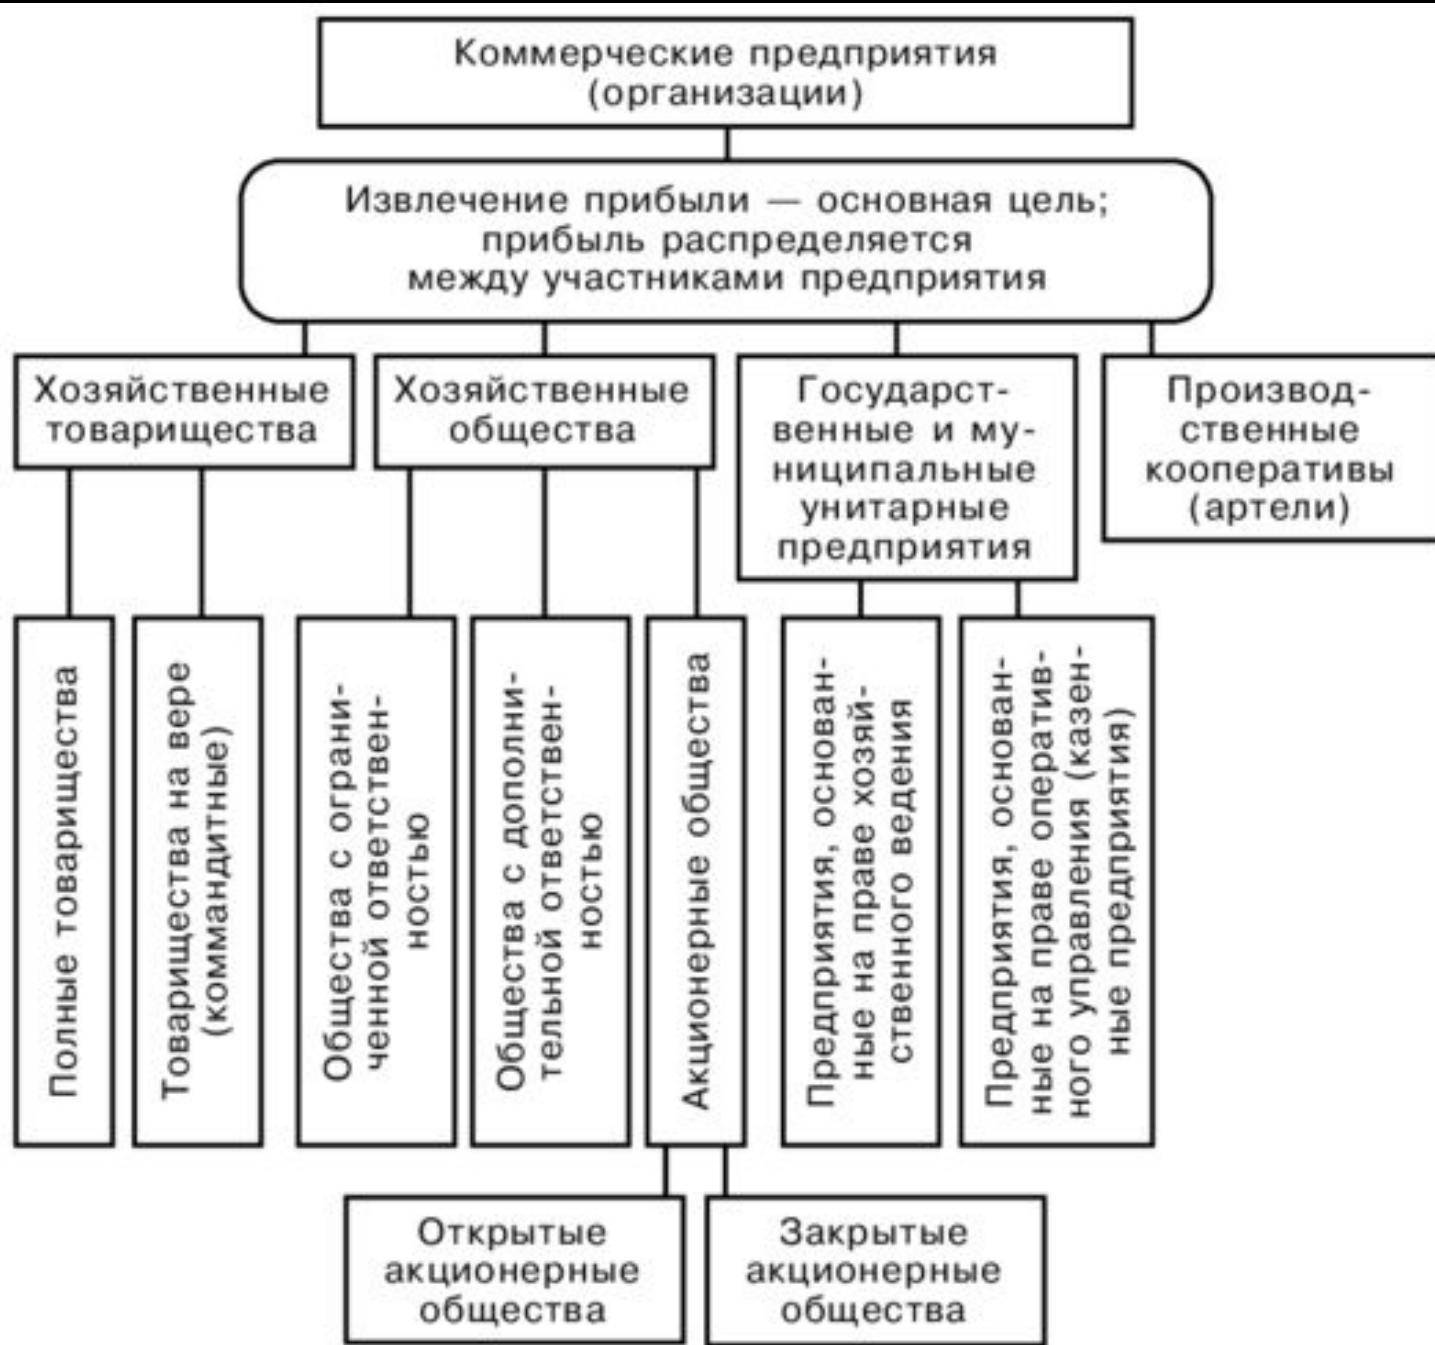 Коммерческие предприятия
(организации)
Извлечение прибыли — основная цель;
прибыль распределяется
между участниками предприятия
Хозяйственные
товарищества
Хозяйственные
общества
Государст-
венные и му-
ниципальные
унитарные
предприятия
Производ-
ственные
кооперативы
(артели)
Полные товарищества
Товарищества на вере
(коммандитные)
Общества с ограни-
ченной ответствен-
ностью
Общества с дополни-
тельной ответствен-
ностью
Акционерные общества
Предприятия, основан-
ные на праве хозяй-
ственного ведения
Предприятия, основан-
ные на праве оператив-
ного управления (казен-
ные предприятия)
Открытые
акционерные
общества
Закрытые
акционерные
общества